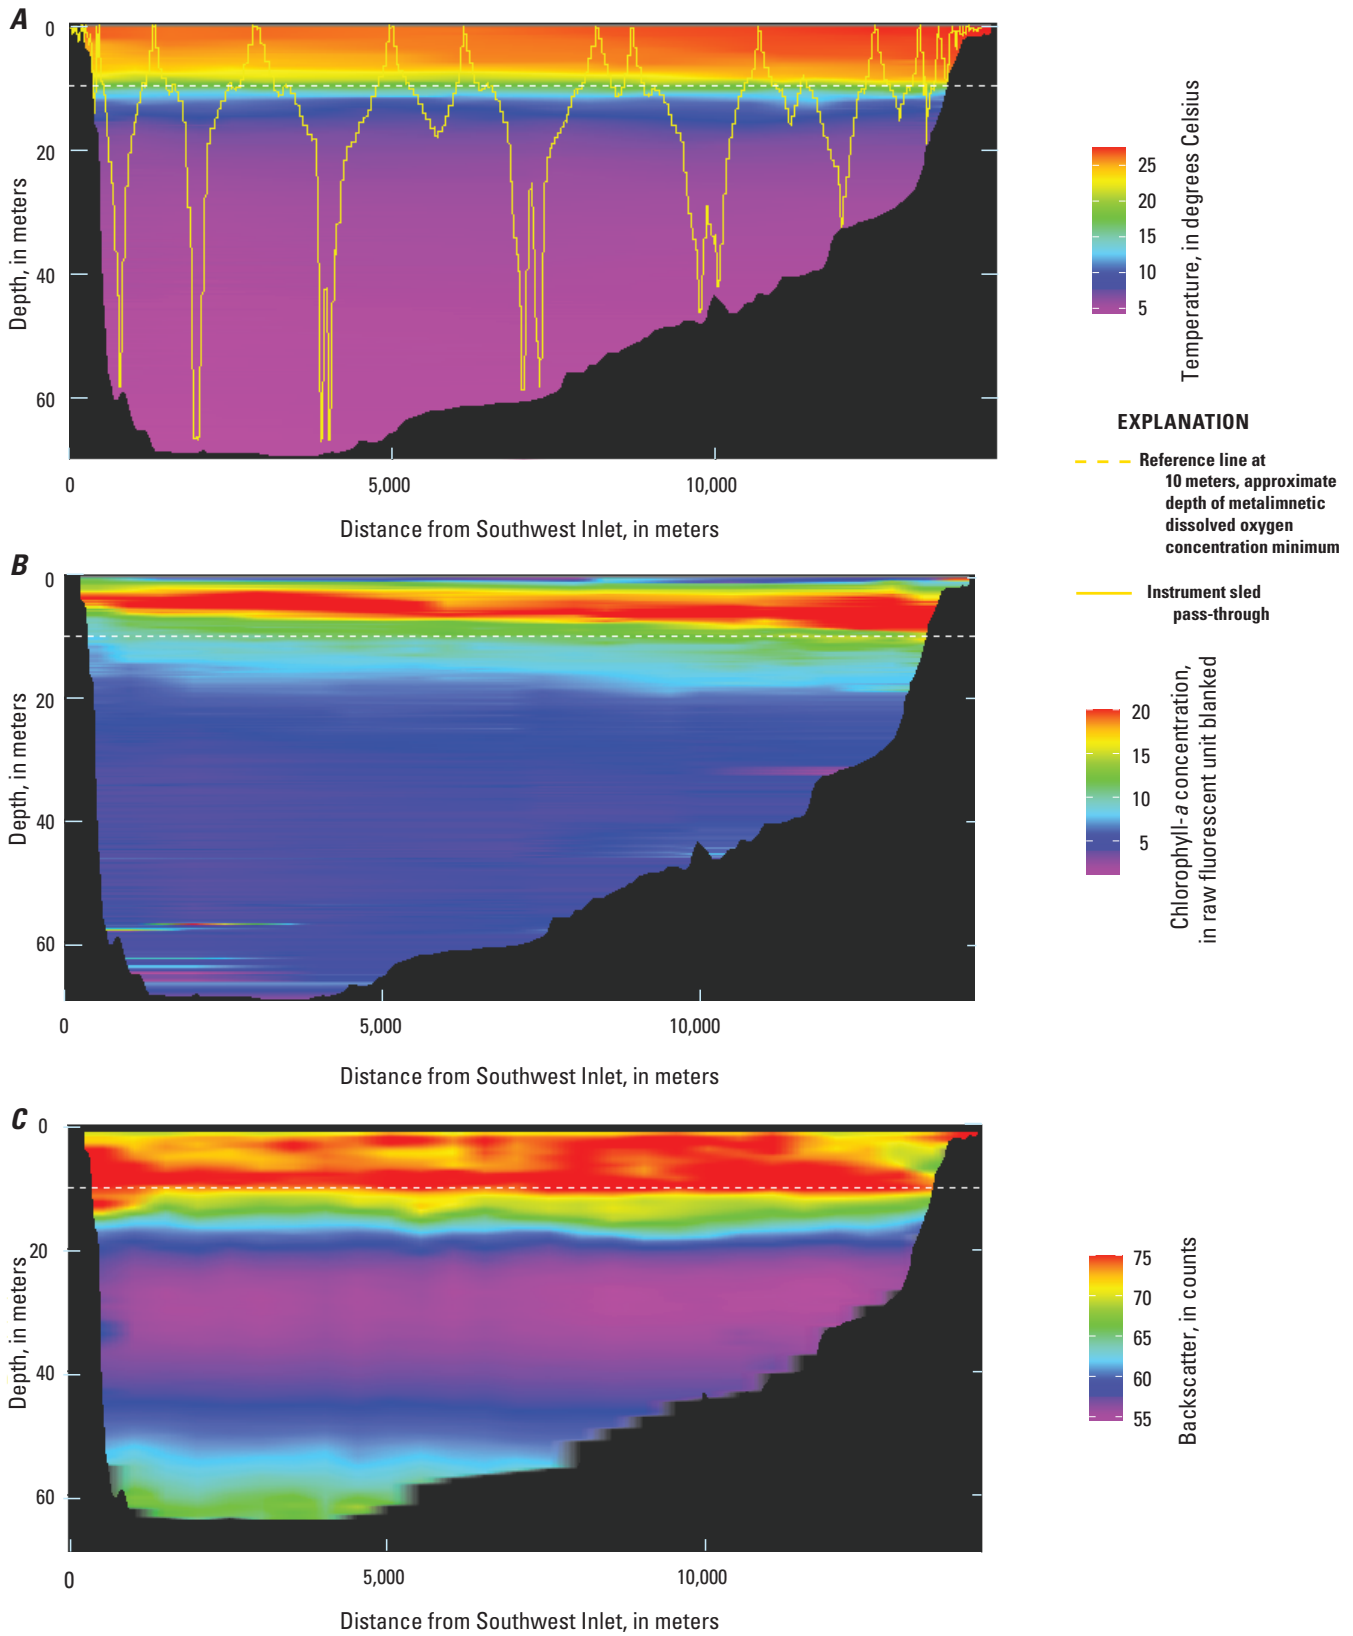 A
0
20
40
60
Depth, in meters
0
5,000
10,000
Distance from Southwest Inlet, in meters
25
20
15
10
5
Temperature, in degrees Celsius
EXPLANATION
Reference line at
10 meters, approximate
depth of metalimnetic
dissolved oxygen
concentration minimum
Instrument sled
pass-through
B
0
20
40
60
Depth, in meters
0
5,000
10,000
Distance from Southwest Inlet, in meters
20
15
10
5
Chlorophyll-a concentration,
in raw fluorescent unit blanked
C
0
20
40
60
Depth, in meters
0
5,000
10,000
Distance from Southwest Inlet, in meters
75
70
65
60
55
Backscatter, in counts